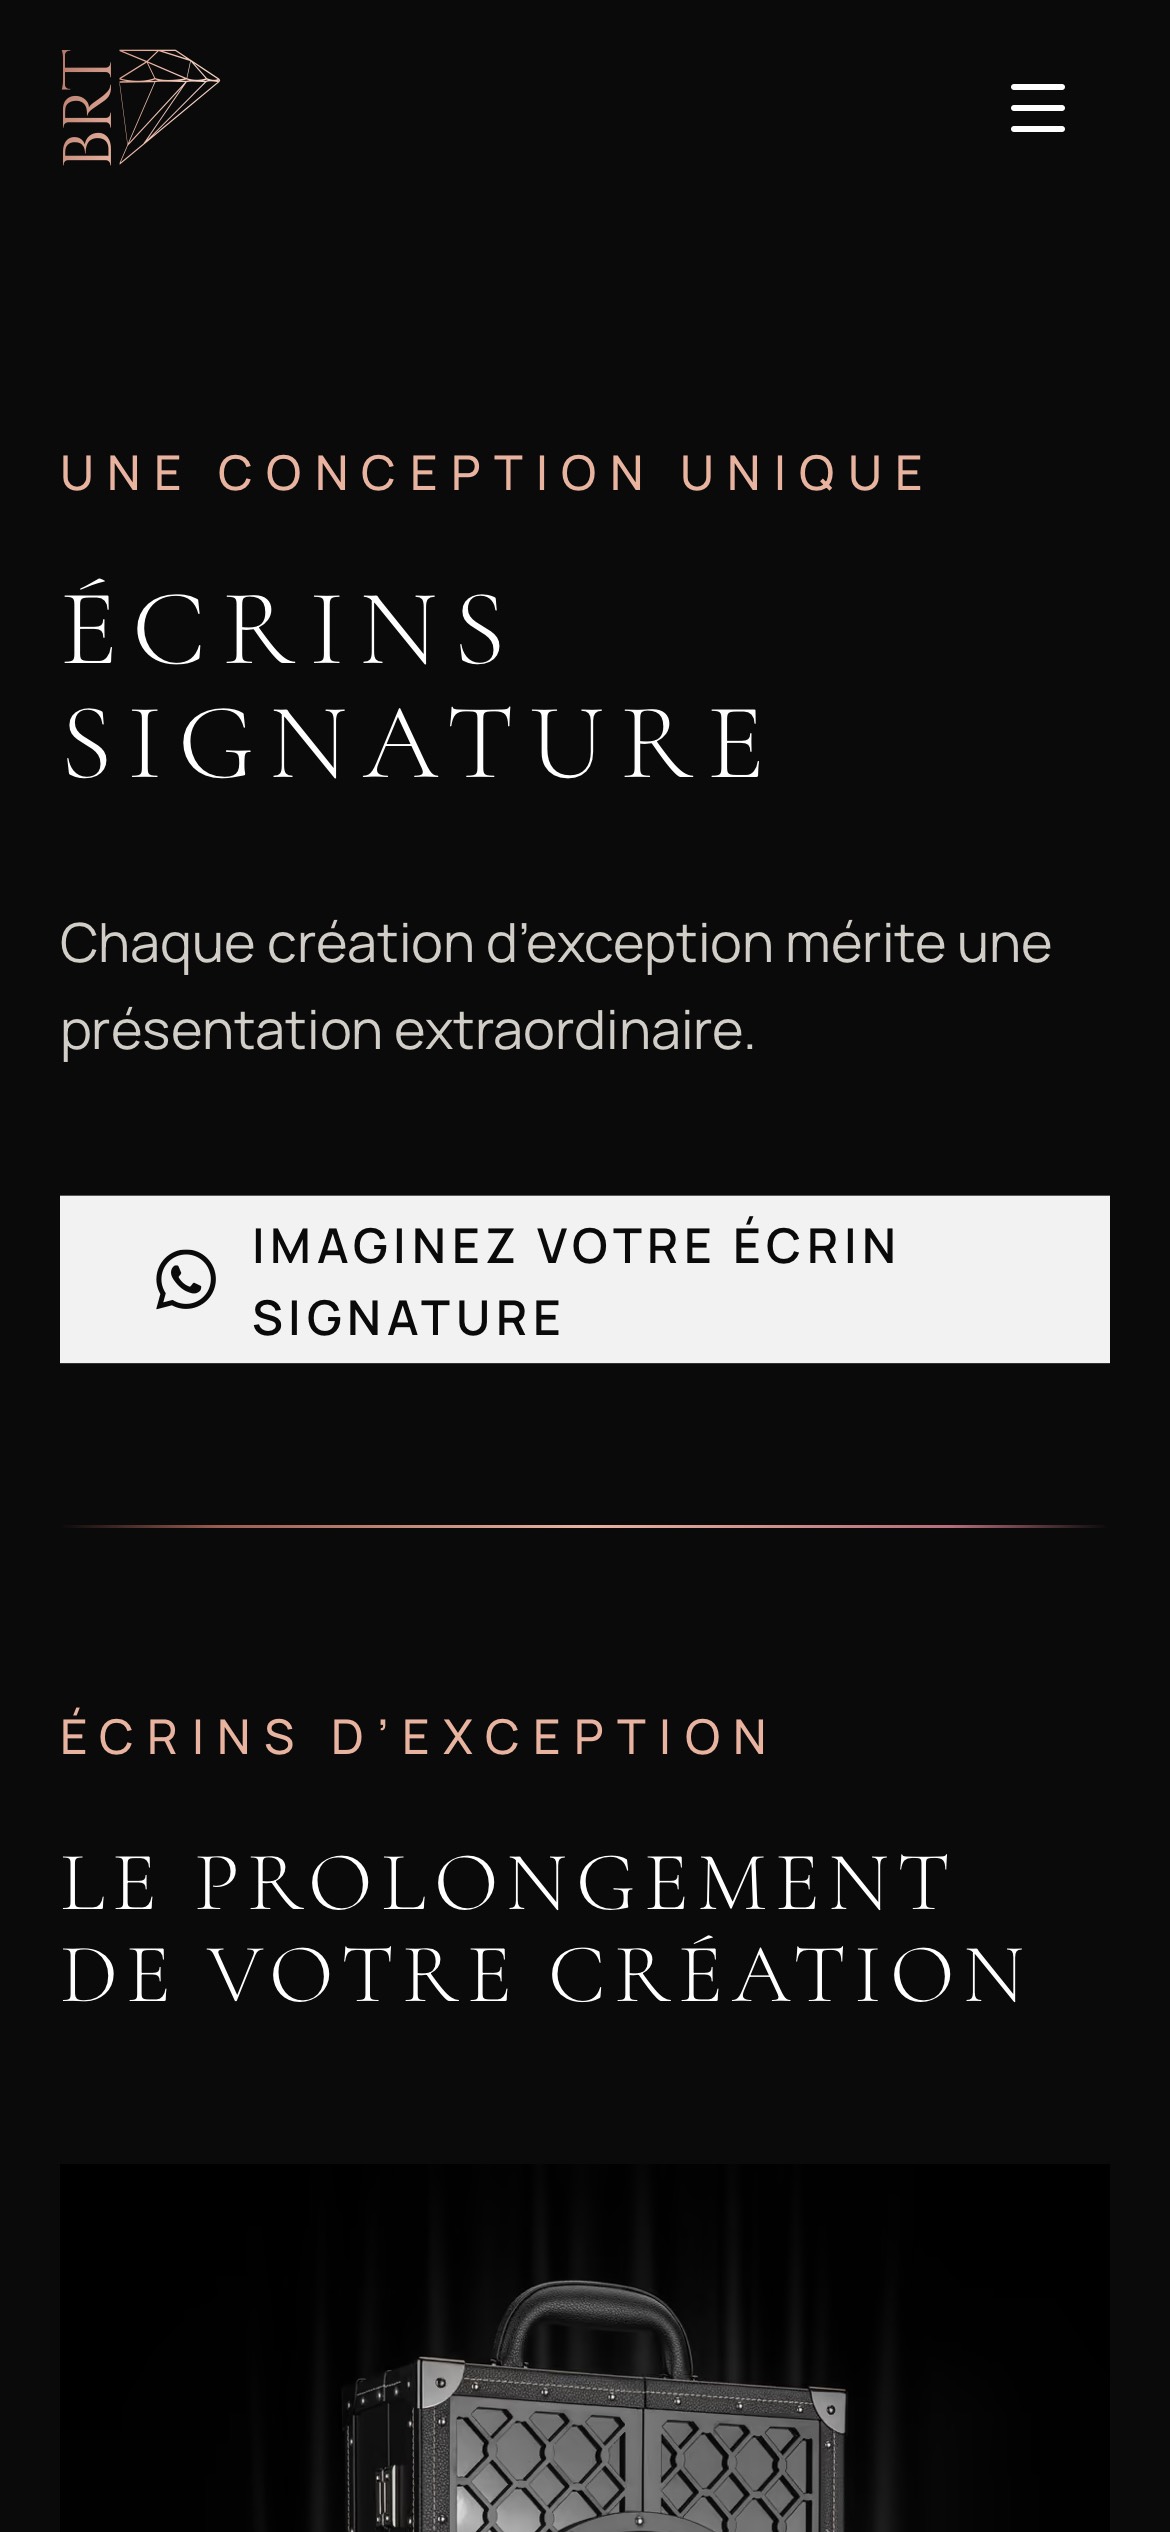 BRT
UNE CONCEPTION UNIQUE
ÉCRINS
SIGNATURE
Chaque création d’exception mérite une
présentation extraordinaire.
IMAGINEZ VOTRE ÉCRIN
SIGNATURE
ÉCRINS D’EXCEPTION
LE PROLONGEMENT
DE VOTRE CRÉATION